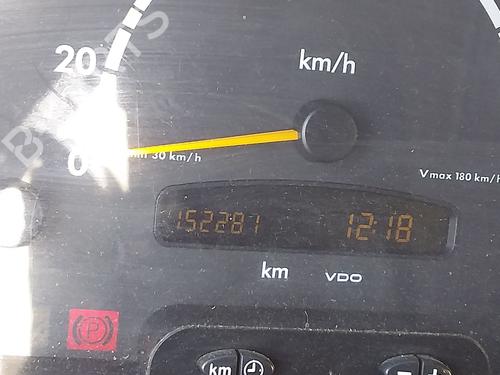 20
km/h
0
30 km/h
Vmax 180 km/h
152281 12:18
km VDO
P
km - +